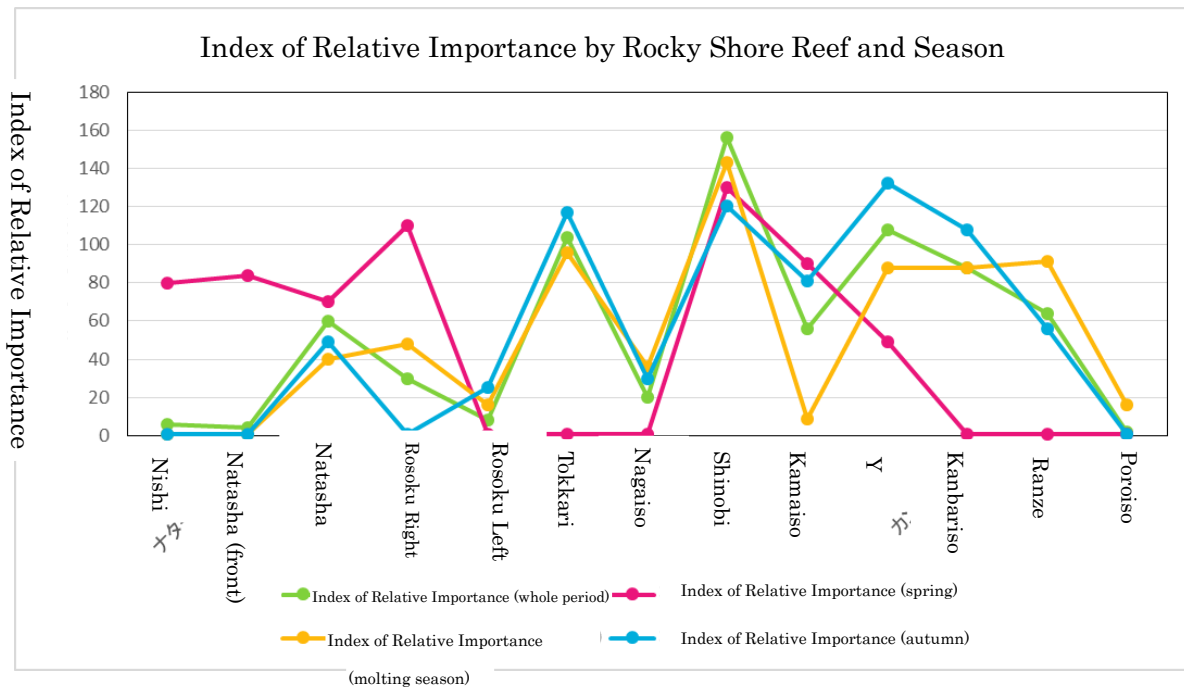 Index of Relative Importance by Rocky Shore Reef and Season
Index of Relative Importance
180
160
140
120
100
80
60
40
20
0
Nishi
ナタ
Natasha (front)
Natasha
Rosoku Right
Rosoku Left
Tokkari
Nagaiso
Shinobi
Kamaiso
Y
カ
Kanbariso
Ranze
Poroiso
Index of Relative Importance (whole period)
Index of Relative Importance (spring)
Index of Relative Importance
(molting season)
Index of Relative Importance (autumn)